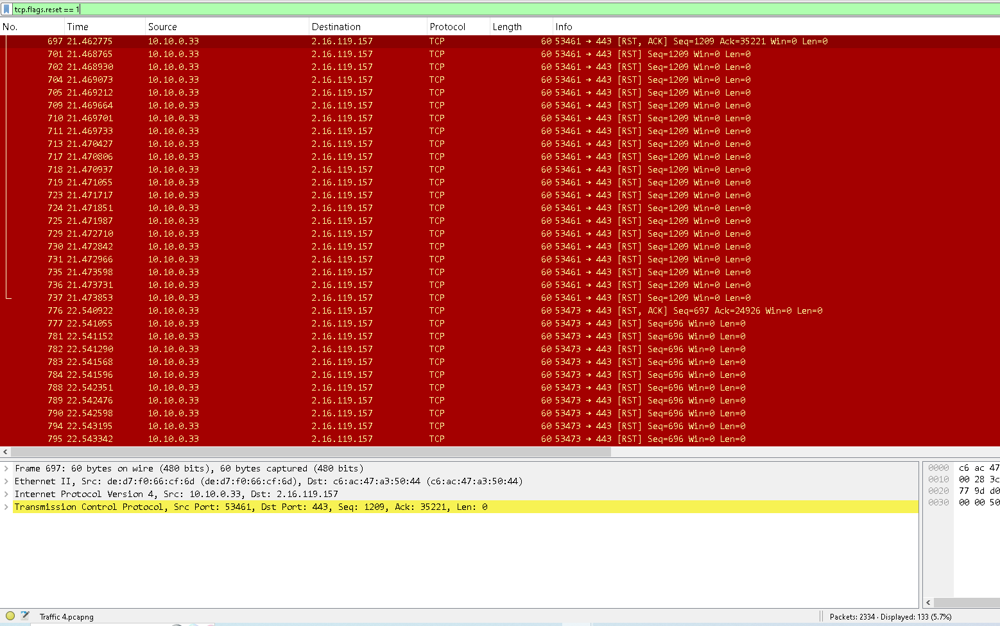 tcp.flags.reset == 1
No. Time Source Destination Protocol Length Info
697 21.462775 10.10.0.33 2.16.119.157 TCP 60 53461 → 443 [RST, ACK] Seq=1209 Ack=35221 Win=0 Len=0
701 21.468765 10.10.0.33 2.16.119.157 TCP 60 53461 → 443 [RST] Seq=1209 Win=0 Len=0
702 21.468930 10.10.0.33 2.16.119.157 TCP 60 53461 → 443 [RST] Seq=1209 Win=0 Len=0
704 21.469073 10.10.0.33 2.16.119.157 TCP 60 53461 → 443 [RST] Seq=1209 Win=0 Len=0
705 21.469212 10.10.0.33 2.16.119.157 TCP 60 53461 → 443 [RST] Seq=1209 Win=0 Len=0
709 21.469664 10.10.0.33 2.16.119.157 TCP 60 53461 → 443 [RST] Seq=1209 Win=0 Len=0
710 21.469701 10.10.0.33 2.16.119.157 TCP 60 53461 → 443 [RST] Seq=1209 Win=0 Len=0
711 21.469733 10.10.0.33 2.16.119.157 TCP 60 53461 → 443 [RST] Seq=1209 Win=0 Len=0
713 21.470427 10.10.0.33 2.16.119.157 TCP 60 53461 → 443 [RST] Seq=1209 Win=0 Len=0
717 21.470806 10.10.0.33 2.16.119.157 TCP 60 53461 → 443 [RST] Seq=1209 Win=0 Len=0
718 21.470937 10.10.0.33 2.16.119.157 TCP 60 53461 → 443 [RST] Seq=1209 Win=0 Len=0
719 21.471055 10.10.0.33 2.16.119.157 TCP 60 53461 → 443 [RST] Seq=1209 Win=0 Len=0
723 21.471717 10.10.0.33 2.16.119.157 TCP 60 53461 → 443 [RST] Seq=1209 Win=0 Len=0
724 21.471851 10.10.0.33 2.16.119.157 TCP 60 53461 → 443 [RST] Seq=1209 Win=0 Len=0
725 21.471987 10.10.0.33 2.16.119.157 TCP 60 53461 → 443 [RST] Seq=1209 Win=0 Len=0
729 21.472710 10.10.0.33 2.16.119.157 TCP 60 53461 → 443 [RST] Seq=1209 Win=0 Len=0
730 21.472842 10.10.0.33 2.16.119.157 TCP 60 53461 → 443 [RST] Seq=1209 Win=0 Len=0
731 21.472966 10.10.0.33 2.16.119.157 TCP 60 53461 → 443 [RST] Seq=1209 Win=0 Len=0
735 21.473598 10.10.0.33 2.16.119.157 TCP 60 53461 → 443 [RST] Seq=1209 Win=0 Len=0
736 21.473731 10.10.0.33 2.16.119.157 TCP 60 53461 → 443 [RST] Seq=1209 Win=0 Len=0
737 21.473853 10.10.0.33 2.16.119.157 TCP 60 53461 → 443 [RST] Seq=1209 Win=0 Len=0
776 22.540922 10.10.0.33 2.16.119.157 TCP 60 53473 → 443 [RST, ACK] Seq=697 Ack=24926 Win=0 Len=0
777 22.541055 10.10.0.33 2.16.119.157 TCP 60 53473 → 443 [RST] Seq=696 Win=0 Len=0
781 22.541152 10.10.0.33 2.16.119.157 TCP 60 53473 → 443 [RST] Seq=696 Win=0 Len=0
782 22.541290 10.10.0.33 2.16.119.157 TCP 60 53473 → 443 [RST] Seq=696 Win=0 Len=0
783 22.541568 10.10.0.33 2.16.119.157 TCP 60 53473 → 443 [RST] Seq=696 Win=0 Len=0
784 22.541596 10.10.0.33 2.16.119.157 TCP 60 53473 → 443 [RST] Seq=696 Win=0 Len=0
788 22.542351 10.10.0.33 2.16.119.157 TCP 60 53473 → 443 [RST] Seq=696 Win=0 Len=0
789 22.542476 10.10.0.33 2.16.119.157 TCP 60 53473 → 443 [RST] Seq=696 Win=0 Len=0
790 22.542598 10.10.0.33 2.16.119.157 TCP 60 53473 → 443 [RST] Seq=696 Win=0 Len=0
794 22.543195 10.10.0.33 2.16.119.157 TCP 60 53473 → 443 [RST] Seq=696 Win=0 Len=0
795 22.543342 10.10.0.33 2.16.119.157 TCP 60 53473 → 443 [RST] Seq=696 Win=0 Len=0
Frame 697: 60 bytes on wire (480 bits), 60 bytes captured (480 bits)
Ethernet II, Src: de:d7:f0:66:cf:6d (de:d7:f0:66:cf:6d), Dst: c6:ac:47:a3:50:44 (c6:ac:47:a3:50:44)
Internet Protocol Version 4, Src: 10.10.0.33, Dst: 2.16.119.157
Transmission Control Protocol, Src Port: 53461, Dst Port: 443, Seq: 1209, Ack: 35221, Len: 0
0000 c6 ac 47
0010 00 28 3c
0020 77 9d d0
0030 00 00 50
Traffic 4.pcapng
Packets: 2334 · Displayed: 133 (5.7%)